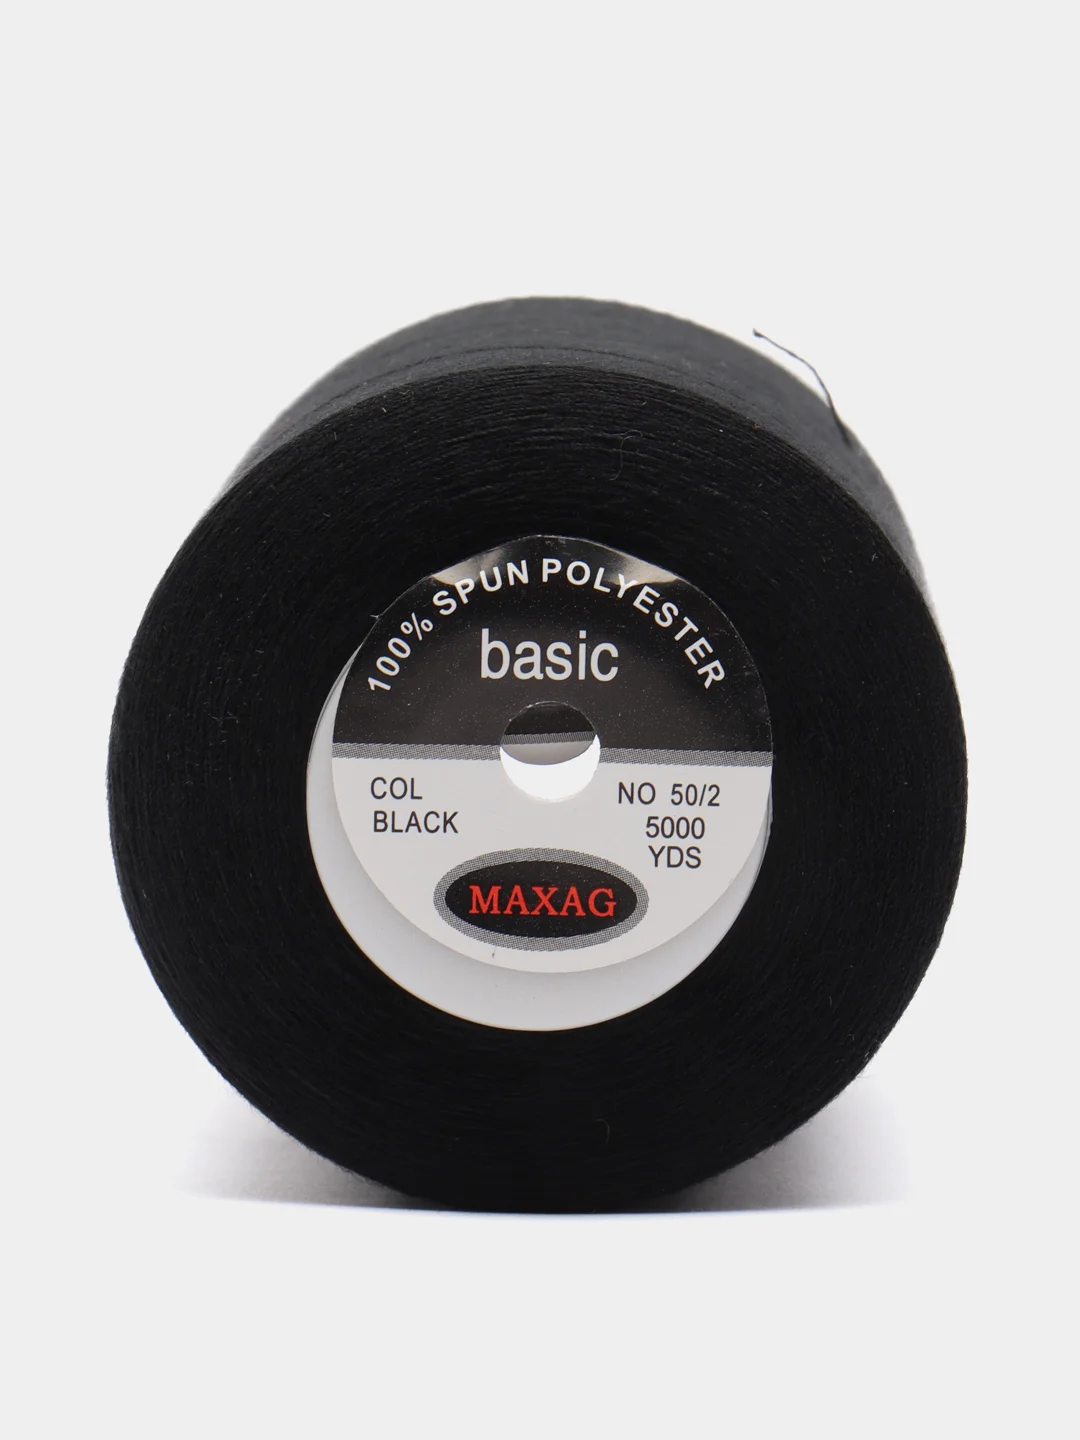 100% SPUN POLYESTER
basic
COL
BLACK
NO 50/2
5000
YDS
MAXAG